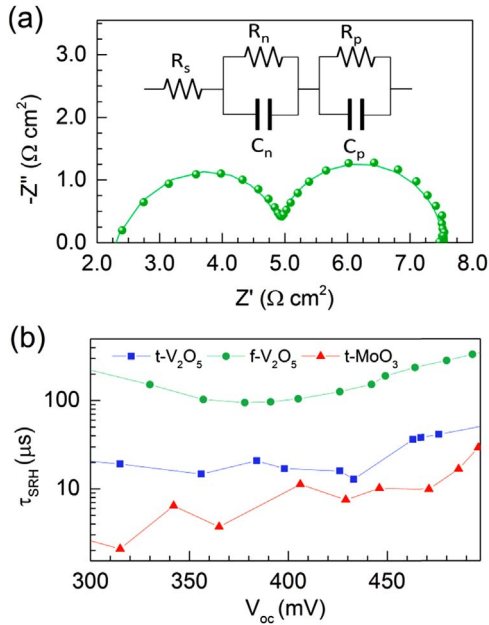 (a)
R_s
R_n
R_p
C_n
C_p
3.0
2.0
1.0
0.0
-Z'' (Ω cm²)
2.0 3.0 4.0 5.0 6.0 7.0 8.0
Z' (Ω cm²)
(b)
t-V₂O₅ f-V₂O₅ t-MoO₃
100
10
τ_SRH (μs)
300 350 400 450
V_oc (mV)